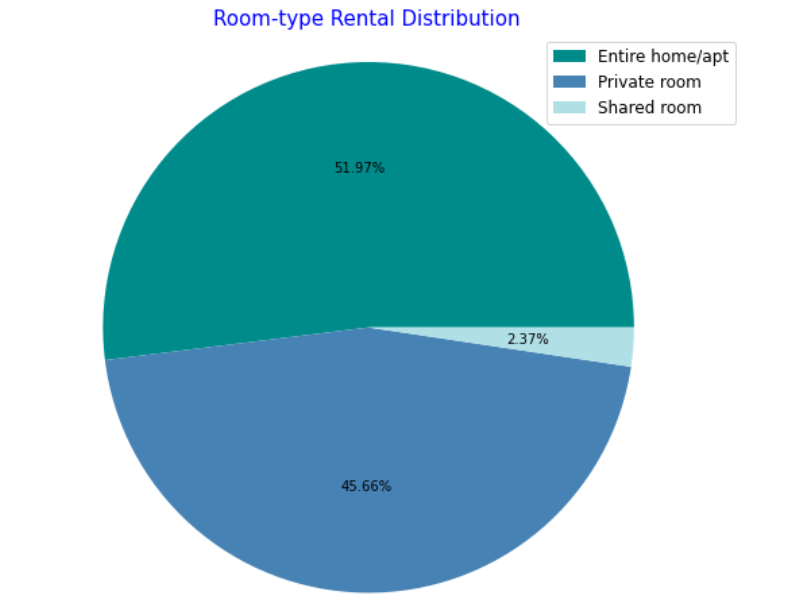 Room-type Rental Distribution
Entire home/apt
Private room
Shared room
51.97%
2.37%
45.66%